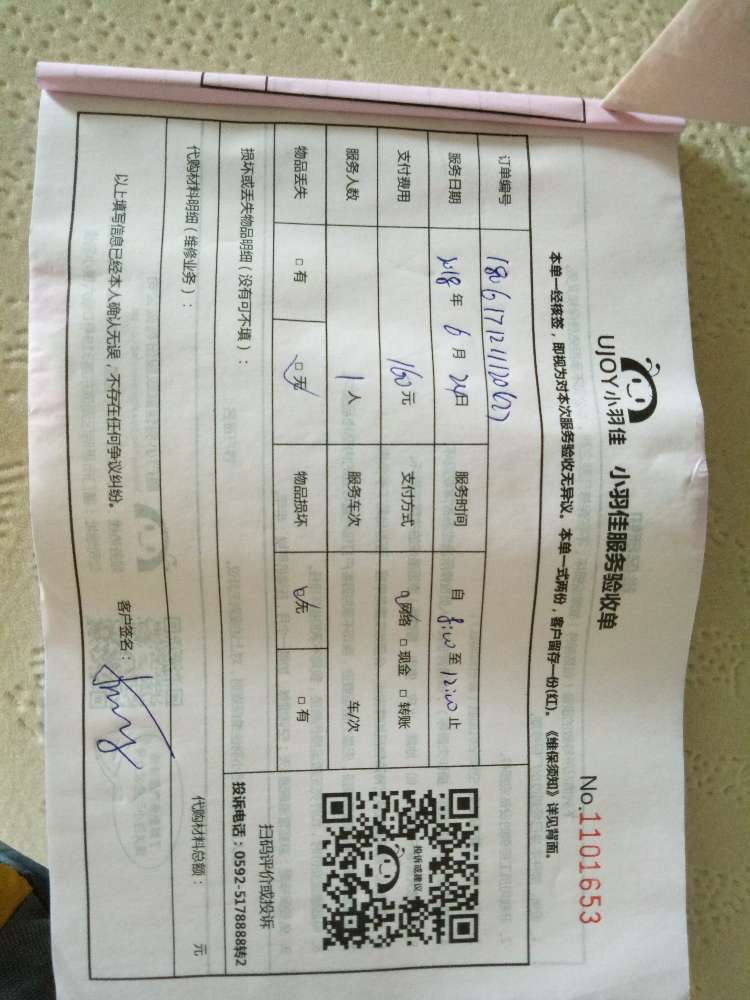 UJOY小羽佳 小羽佳服务验收单
No.1101653
本单一经核签，即视为对本次服务验收无异议。本单一式两份，客户留存一份(红)。《维保须知》详见背面。
订单编号
服务日期 2018年 6月 24日 服务时间 自 8:00 至 12:00 止
支付费用 160元 支付方式 网络 □ 现金 □ 转账
服务人数 1人 服务车次 车/次
物品丢失 □ 有 □ 无 物品损坏 □ 无 □ 有
损坏或丢失物品明细（没有可不填）：
代购材料明细（维修业务）： 代购材料总额： 元
投诉或建议
扫码评价或投诉
投诉电话：0592-5178888转2
以上填写信息已经本人确认无误，不存在任何争议纠纷。 客户签名：